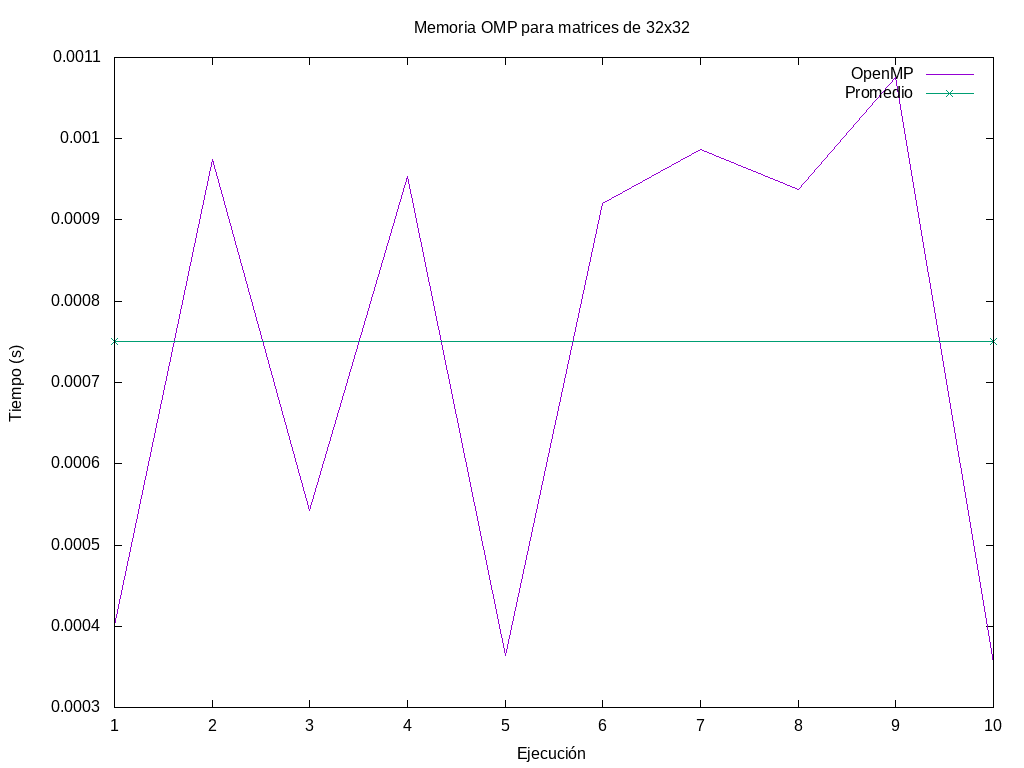 Memoria OMP para matrices de 32x32
OpenMP
Promedio
0.0011
0.001
0.0009
0.0008
0.0007
0.0006
0.0005
0.0004
0.0003
Tiempo (s)
1 2 3 4 5 6 7 8 9 10
Ejecución